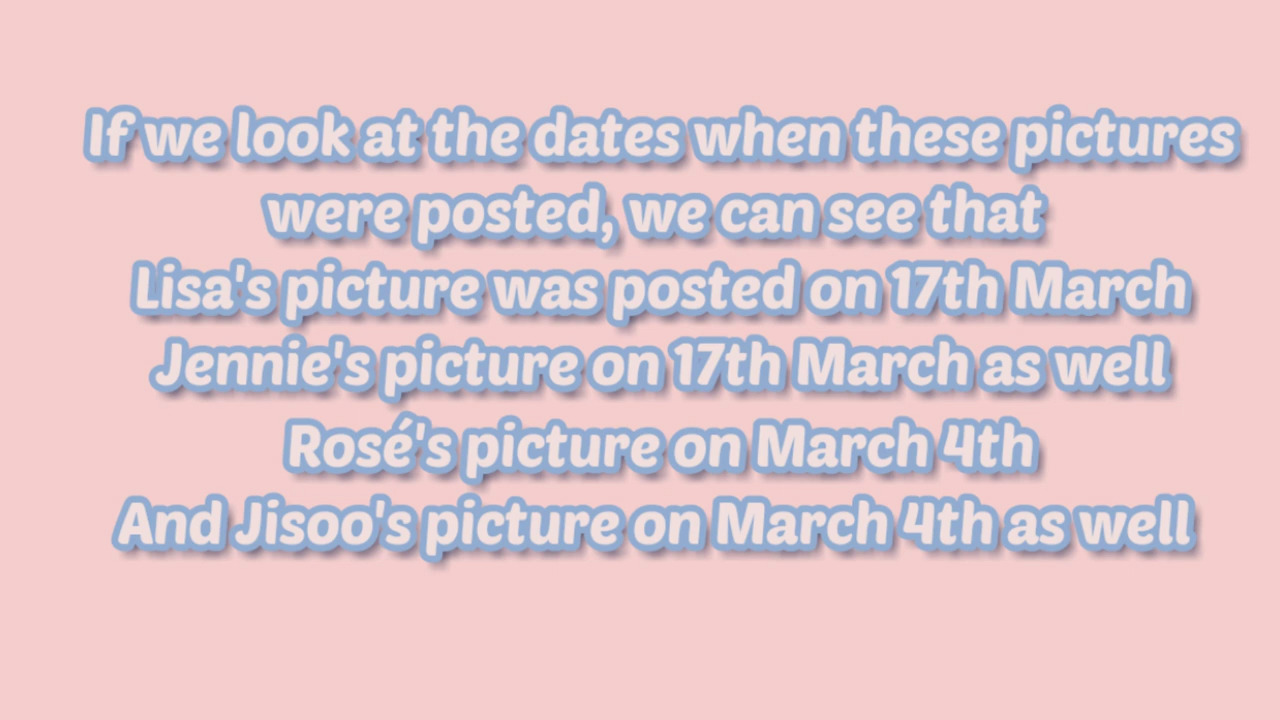 If we look at the dates when these pictures
were posted, we can see that
Lisa's picture was posted on 17th March
Jennie's picture on 17th March as well
Rosé's picture on March 4th
And Jisoo's picture on March 4th as well